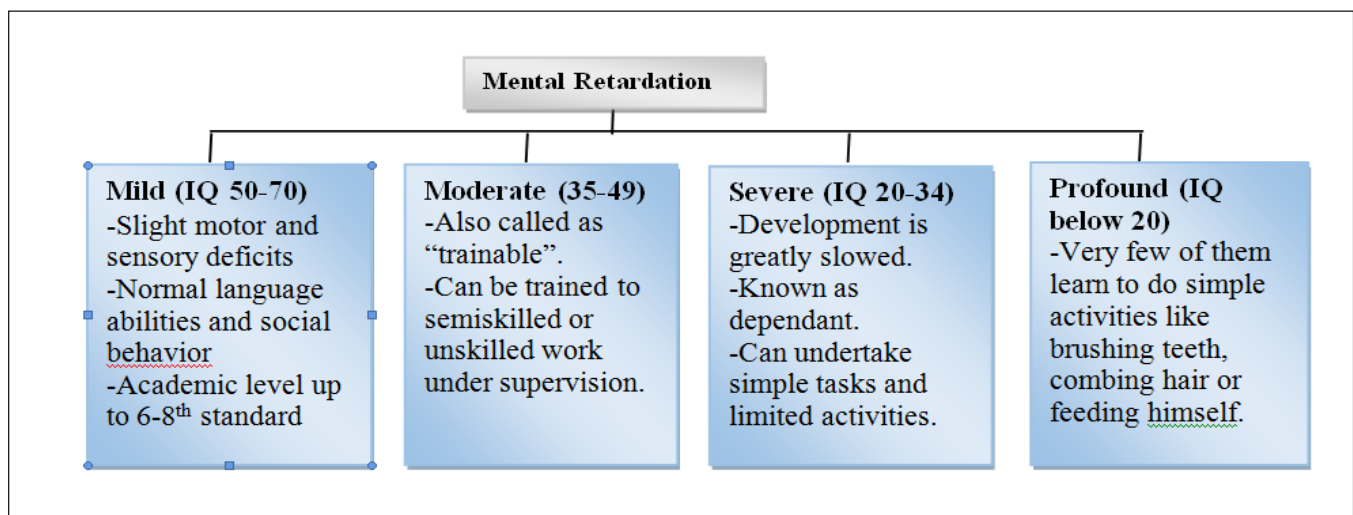 Mental Retardation
Mild (IQ 50-70)
-Slight motor and
sensory deficits
-Normal language
abilities and social
behavior
-Academic level up
to 6-8th standard
Moderate (35-49)
-Also called as
“trainable”.
-Can be trained to
semiskilled or
unskilled work
under supervision.
Severe (IQ 20-34)
-Development is
greatly slowed.
-Known as
dependant.
-Can undertake
simple tasks and
limited activities.
Profound (IQ
below 20)
-Very few of them
learn to do simple
activities like
brushing teeth,
combing hair or
feeding himself.